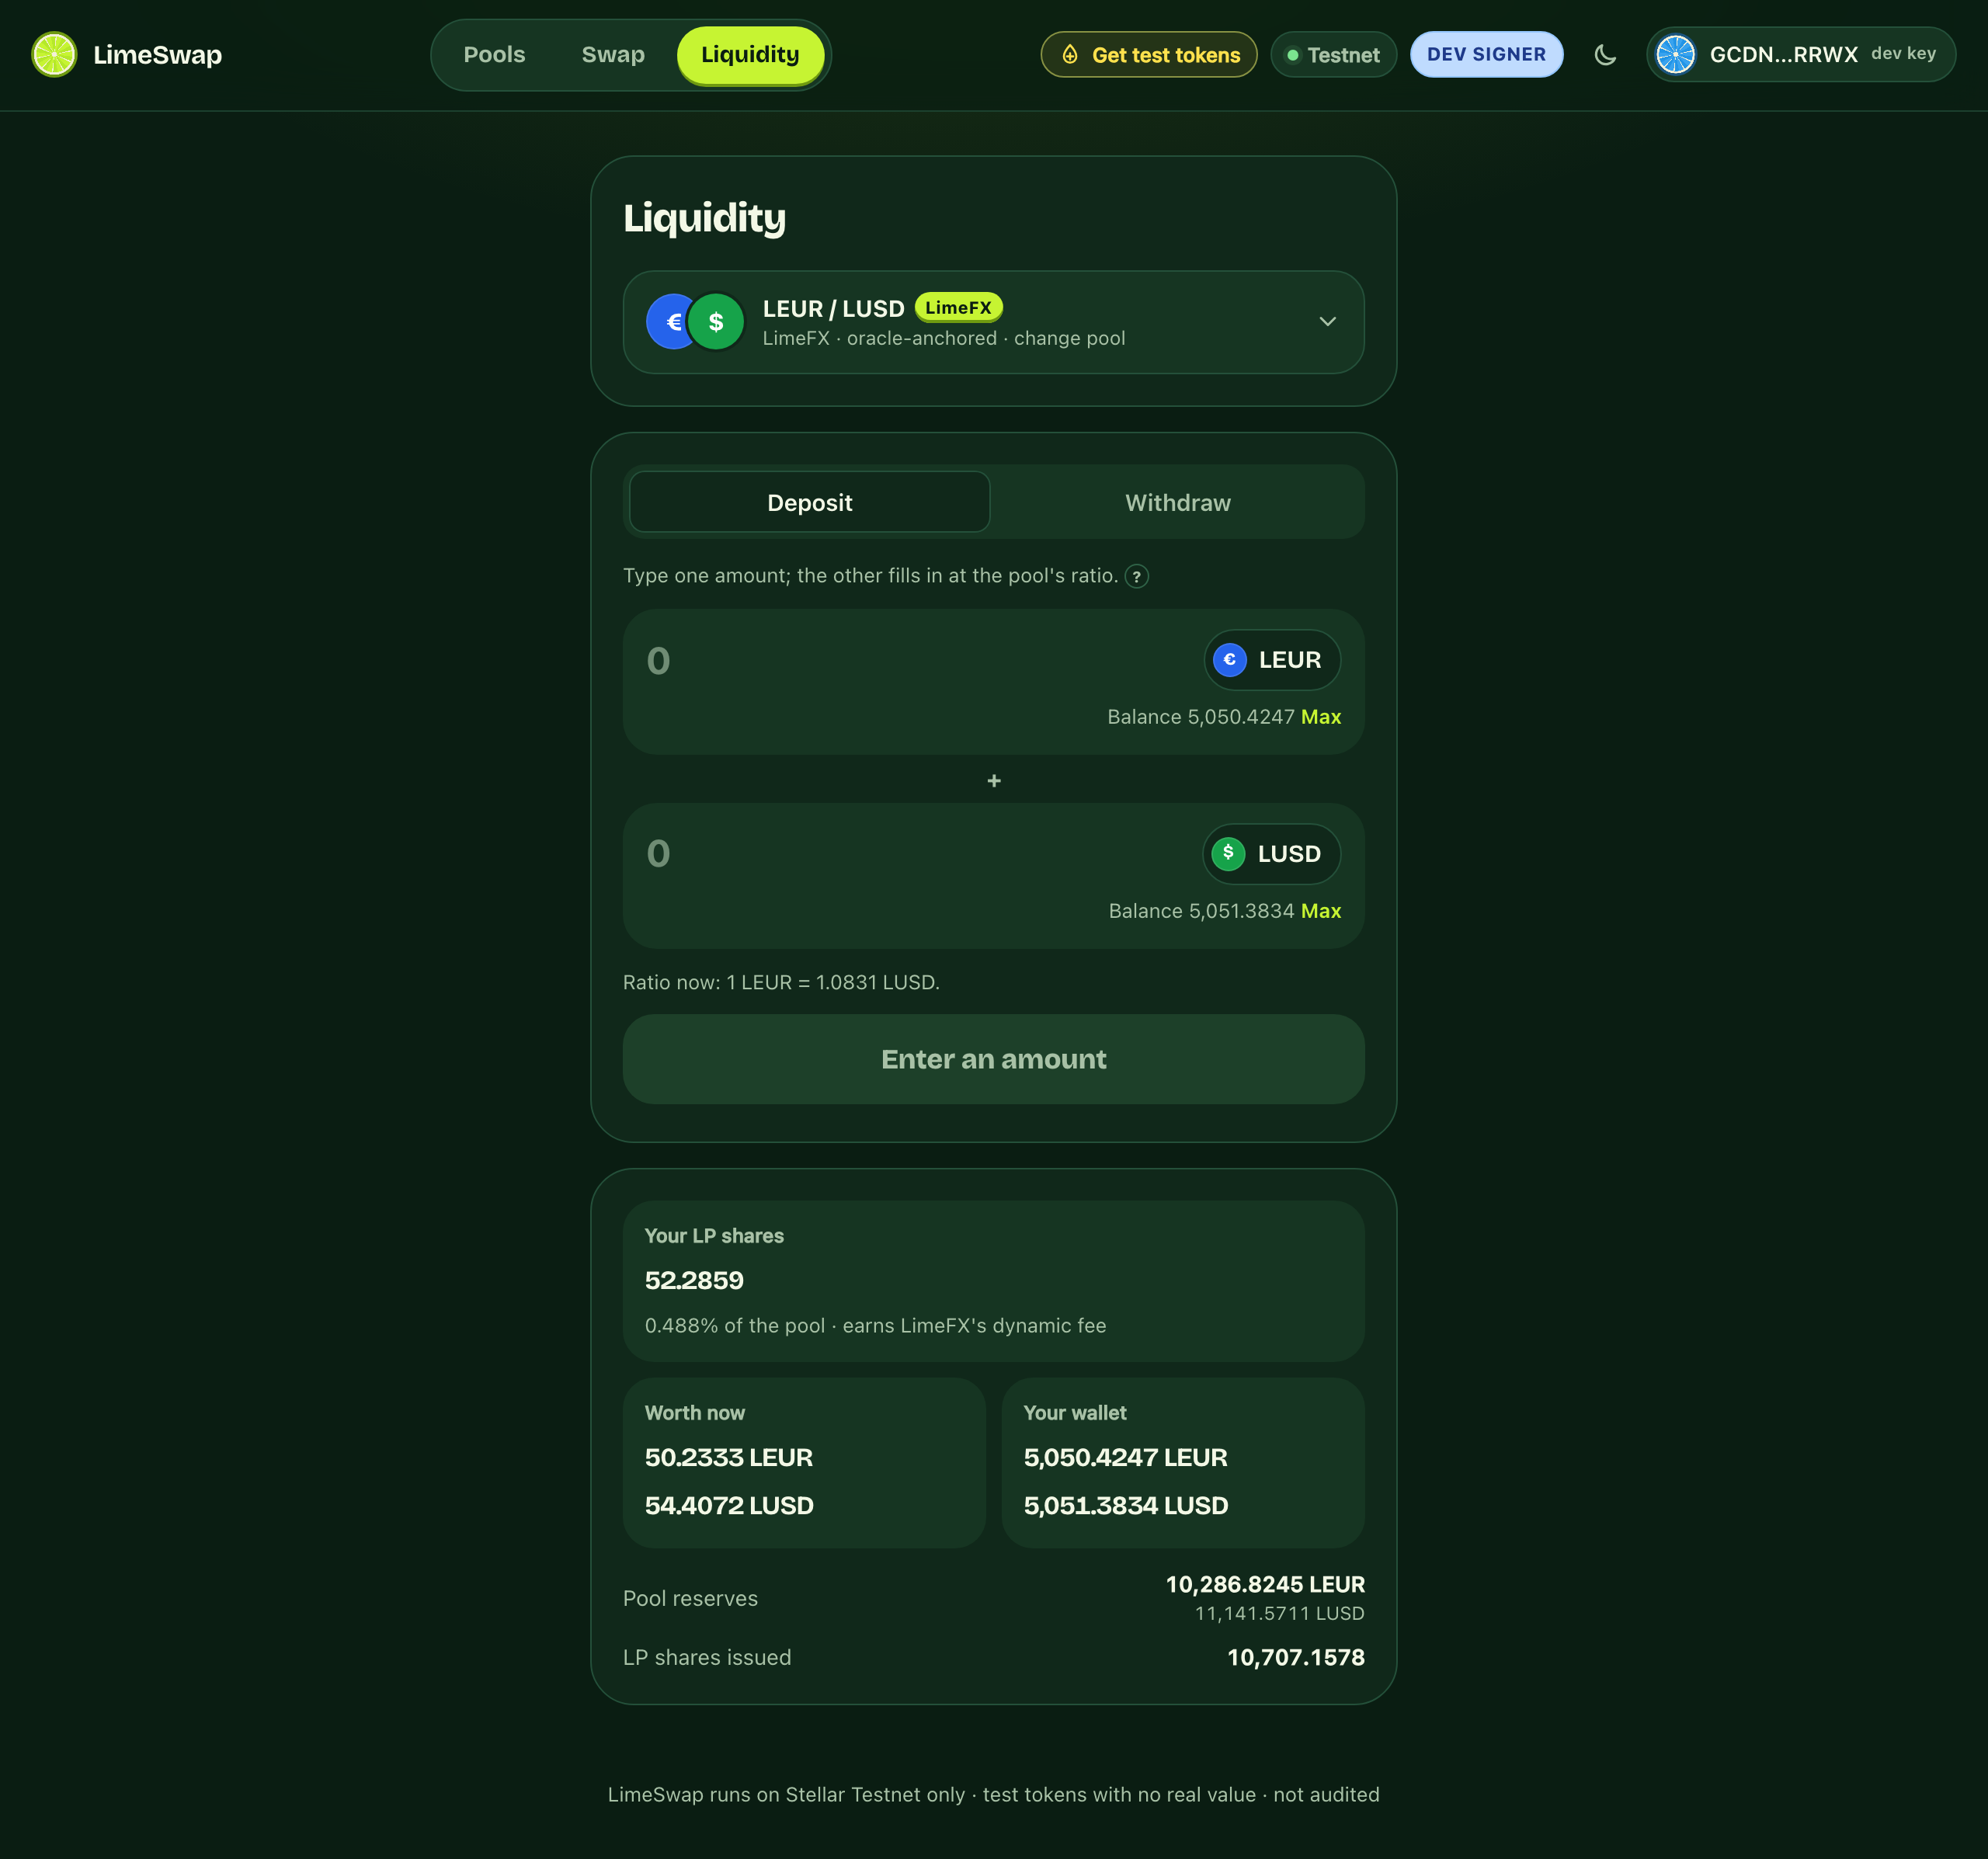 LimeSwap
Pools
Swap
Liquidity
Get test tokens
Testnet
DEV SIGNER
GCDN...RRWX dev key
Liquidity
€ $
LEUR / LUSD LimeFX
LimeFX · oracle-anchored · change pool
Deposit
Withdraw
Type one amount; the other fills in at the pool's ratio. ?
0
€ LEUR
Balance 5,050.4247 Max
+
0
$ LUSD
Balance 5,051.3834 Max
Ratio now: 1 LEUR = 1.0831 LUSD.
Enter an amount
Your LP shares
52.2859
0.488% of the pool · earns LimeFX's dynamic fee
Worth now
50.2333 LEUR
54.4072 LUSD
Your wallet
5,050.4247 LEUR
5,051.3834 LUSD
Pool reserves
10,286.8245 LEUR
11,141.5711 LUSD
LP shares issued
10,707.1578
LimeSwap runs on Stellar Testnet only · test tokens with no real value · not audited